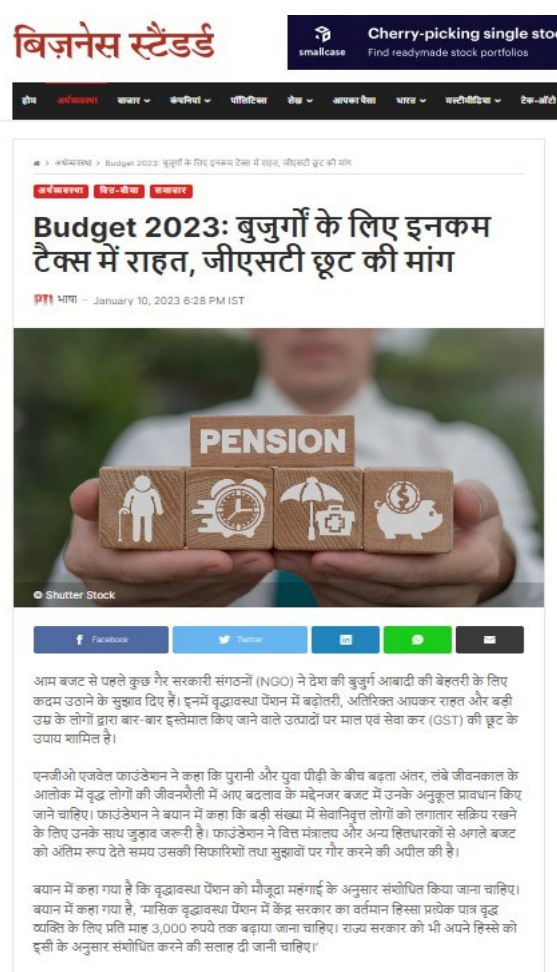 बिज़नेस स्टैंडर्ड
smallcase
Cherry-picking single stoc
Find readymade stock portfolios
होम अर्थव्यवस्था बाजार कंपनियां पॉलिटिक्स लेख आपका पैसा भारत मल्टीमीडिया टेक-ऑटो
> अर्थव्यवस्था > Budget 2023: बुजुर्गों के लिए इनकम टैक्स में राहत, जीएसटी छूट की मांग
अर्थव्यवस्था वित्त-बीमा समाचार
Budget 2023: बुजुर्गों के लिए इनकम
टैक्स में राहत, जीएसटी छूट की मांग
भाषा – January 10, 2023 6:28 PM IST
PENSION
© Shutter Stock
Facebook Twitter
आम बजट से पहले कुछ गैर सरकारी संगठनों (NGO) ने देश की बुजुर्ग आबादी की बेहतरी के लिए
कदम उठाने के सुझाव दिए हैं। इनमें वृद्धावस्था पेंशन में बढ़ोतरी, अतिरिक्त आयकर राहत और बड़ी
उम्र के लोगों द्वारा बार-बार इस्तेमाल किए जाने वाले उत्पादों पर माल एवं सेवा कर (GST) की छूट के
उपाय शामिल है।
एनजीओ एजवेल फाउंडेशन ने कहा कि पुरानी और युवा पीढ़ी के बीच बढ़ता अंतर, लंबे जीवनकाल के
आलोक में वृद्ध लोगों की जीवनशैली में आए बदलाव के मद्देनजर बजट में उनके अनुकूल प्रावधान किए
जाने चाहिए। फाउंडेशन ने बयान में कहा कि बड़ी संख्या में सेवानिवृत्त लोगों को लगातार सक्रिय रखने
के लिए उनके साथ जुड़ाव जरूरी है। फाउंडेशन ने वित्त मंत्रालय और अन्य हितधारकों से अगले बजट
को अंतिम रूप देते समय उसकी सिफारिशों तथा सुझावों पर गौर करने की अपील की है।
बयान में कहा गया है कि वृद्धावस्था पेंशन को मौजूदा महंगाई के अनुसार संशोधित किया जाना चाहिए।
बयान में कहा गया है, 'मासिक वृद्धावस्था पेंशन में केंद्र सरकार का वर्तमान हिस्सा प्रत्येक पात्र वृद्ध
व्यक्ति के लिए प्रति माह 3,000 रुपये तक बढ़ाया जाना चाहिए। राज्य सरकार को भी अपने हिस्से को
इसी के अनुसार संशोधित करने की सलाह दी जानी चाहिए।'